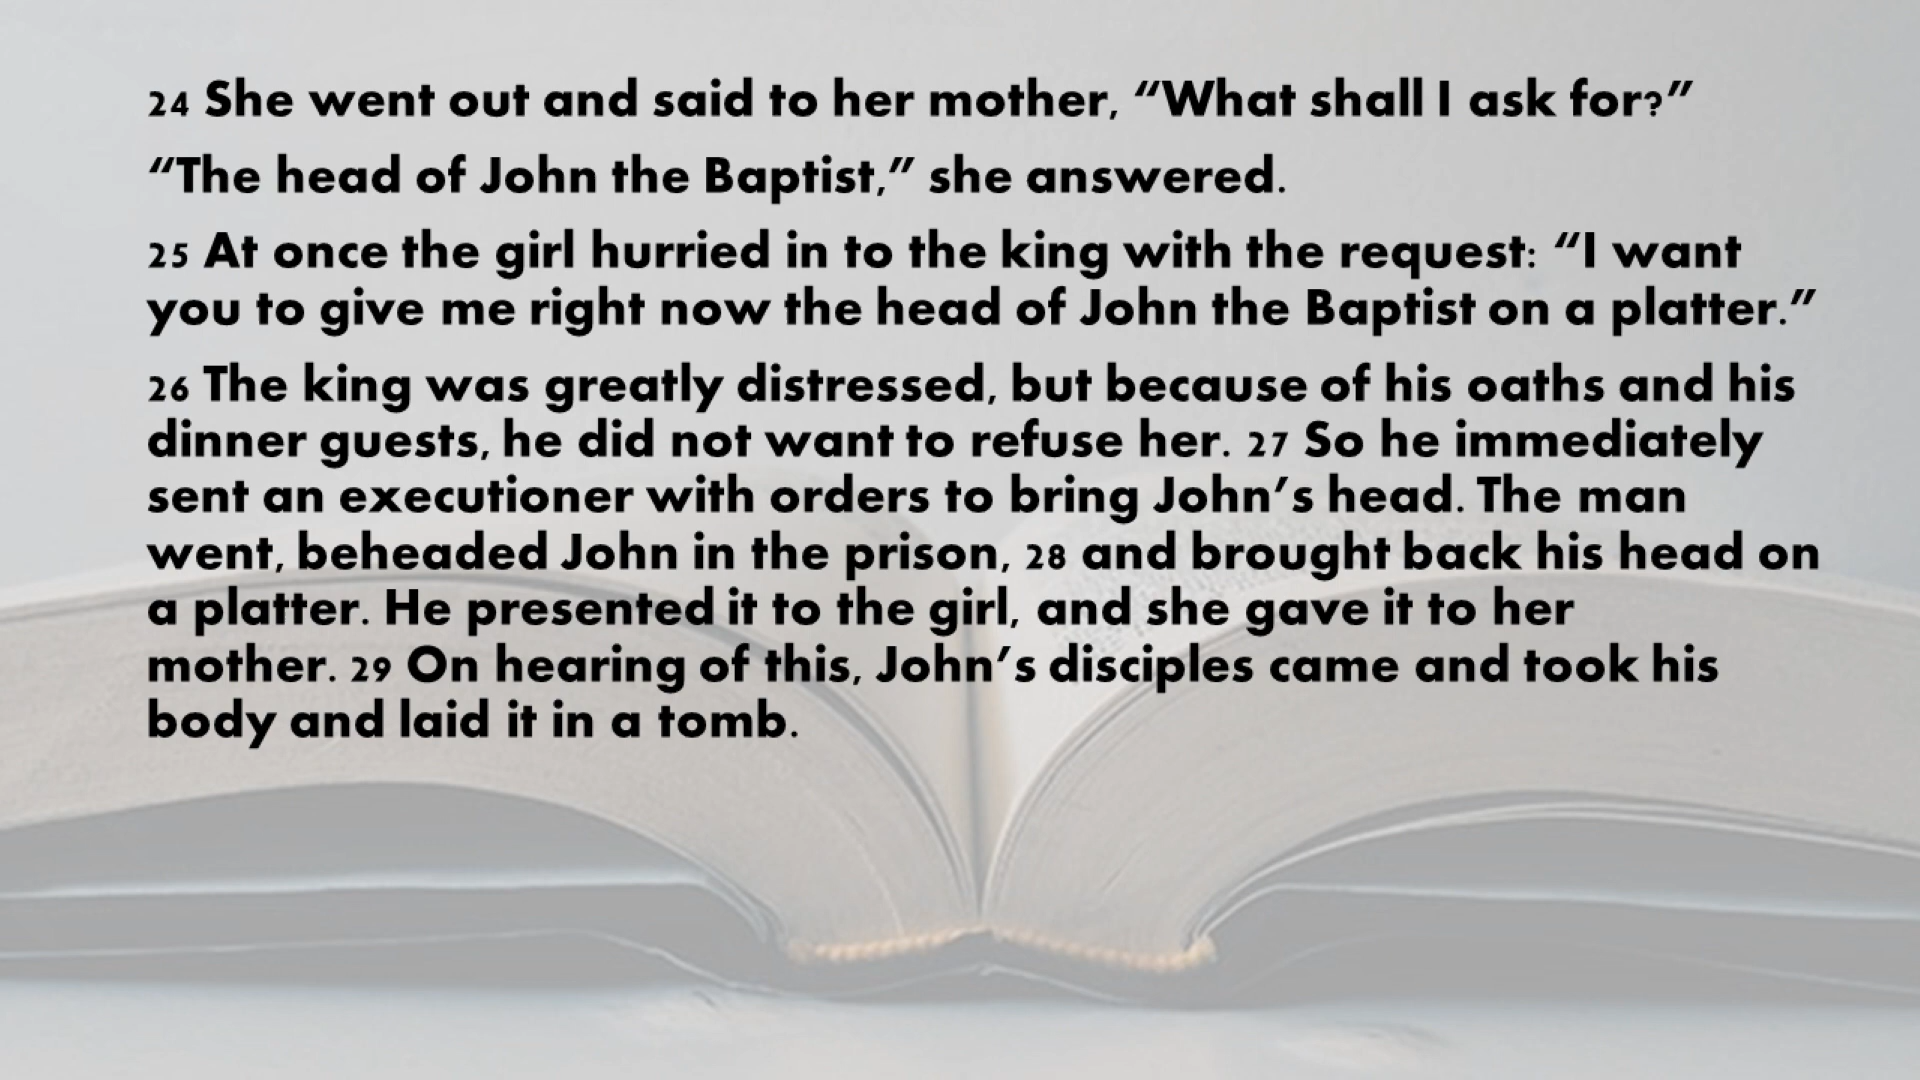 24 She went out and said to her mother, “What shall I ask for?”
“The head of John the Baptist,” she answered.
25 At once the girl hurried in to the king with the request: “I want
you to give me right now the head of John the Baptist on a platter.”
26 The king was greatly distressed, but because of his oaths and his
dinner guests, he did not want to refuse her. 27 So he immediately
sent an executioner with orders to bring John’s head. The man
went, beheaded John in the prison, 28 and brought back his head on
a platter. He presented it to the girl, and she gave it to her
mother. 29 On hearing of this, John’s disciples came and took his
body and laid it in a tomb.